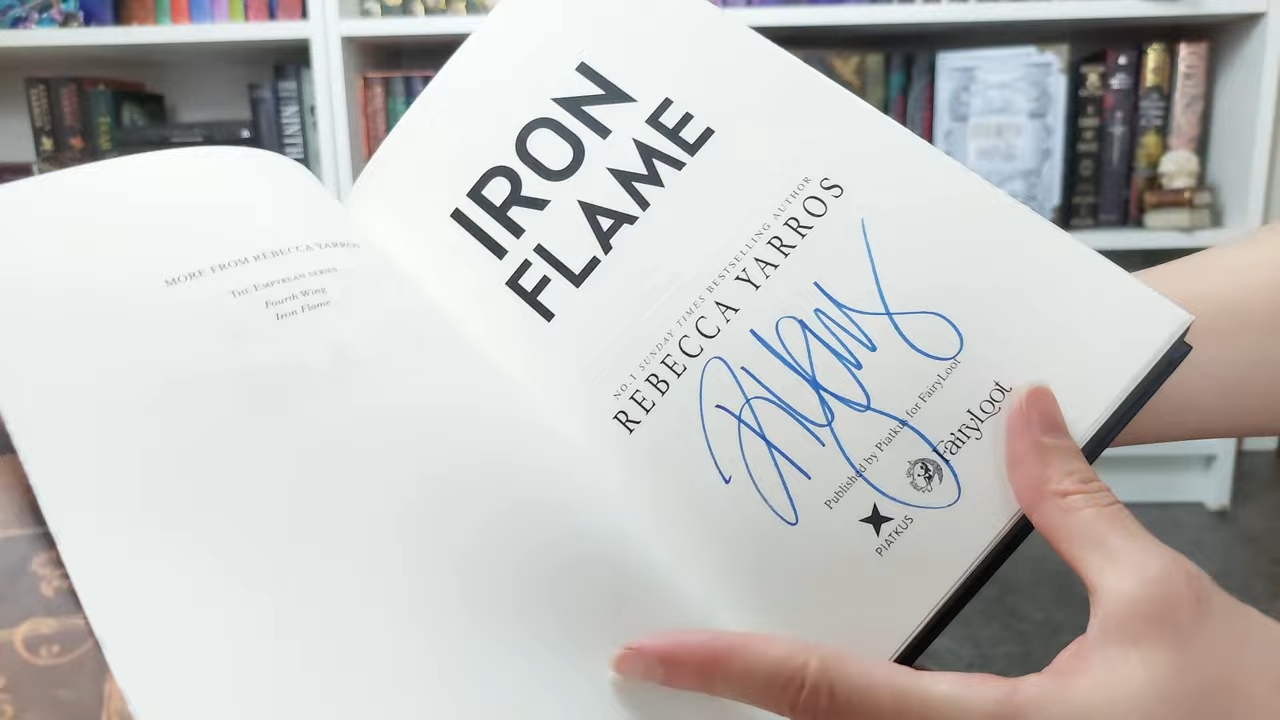 MORE FROM REBECCA YARROS
THE EMPYREAN SERIES
Fourth Wing
Iron Flame
IRON
FLAME
NO.1 SUNDAY TIMES BESTSELLING AUTHOR
REBECCA YARROS
Published by Piatkus for FairyLoot
PIATKUS
FairyLoot